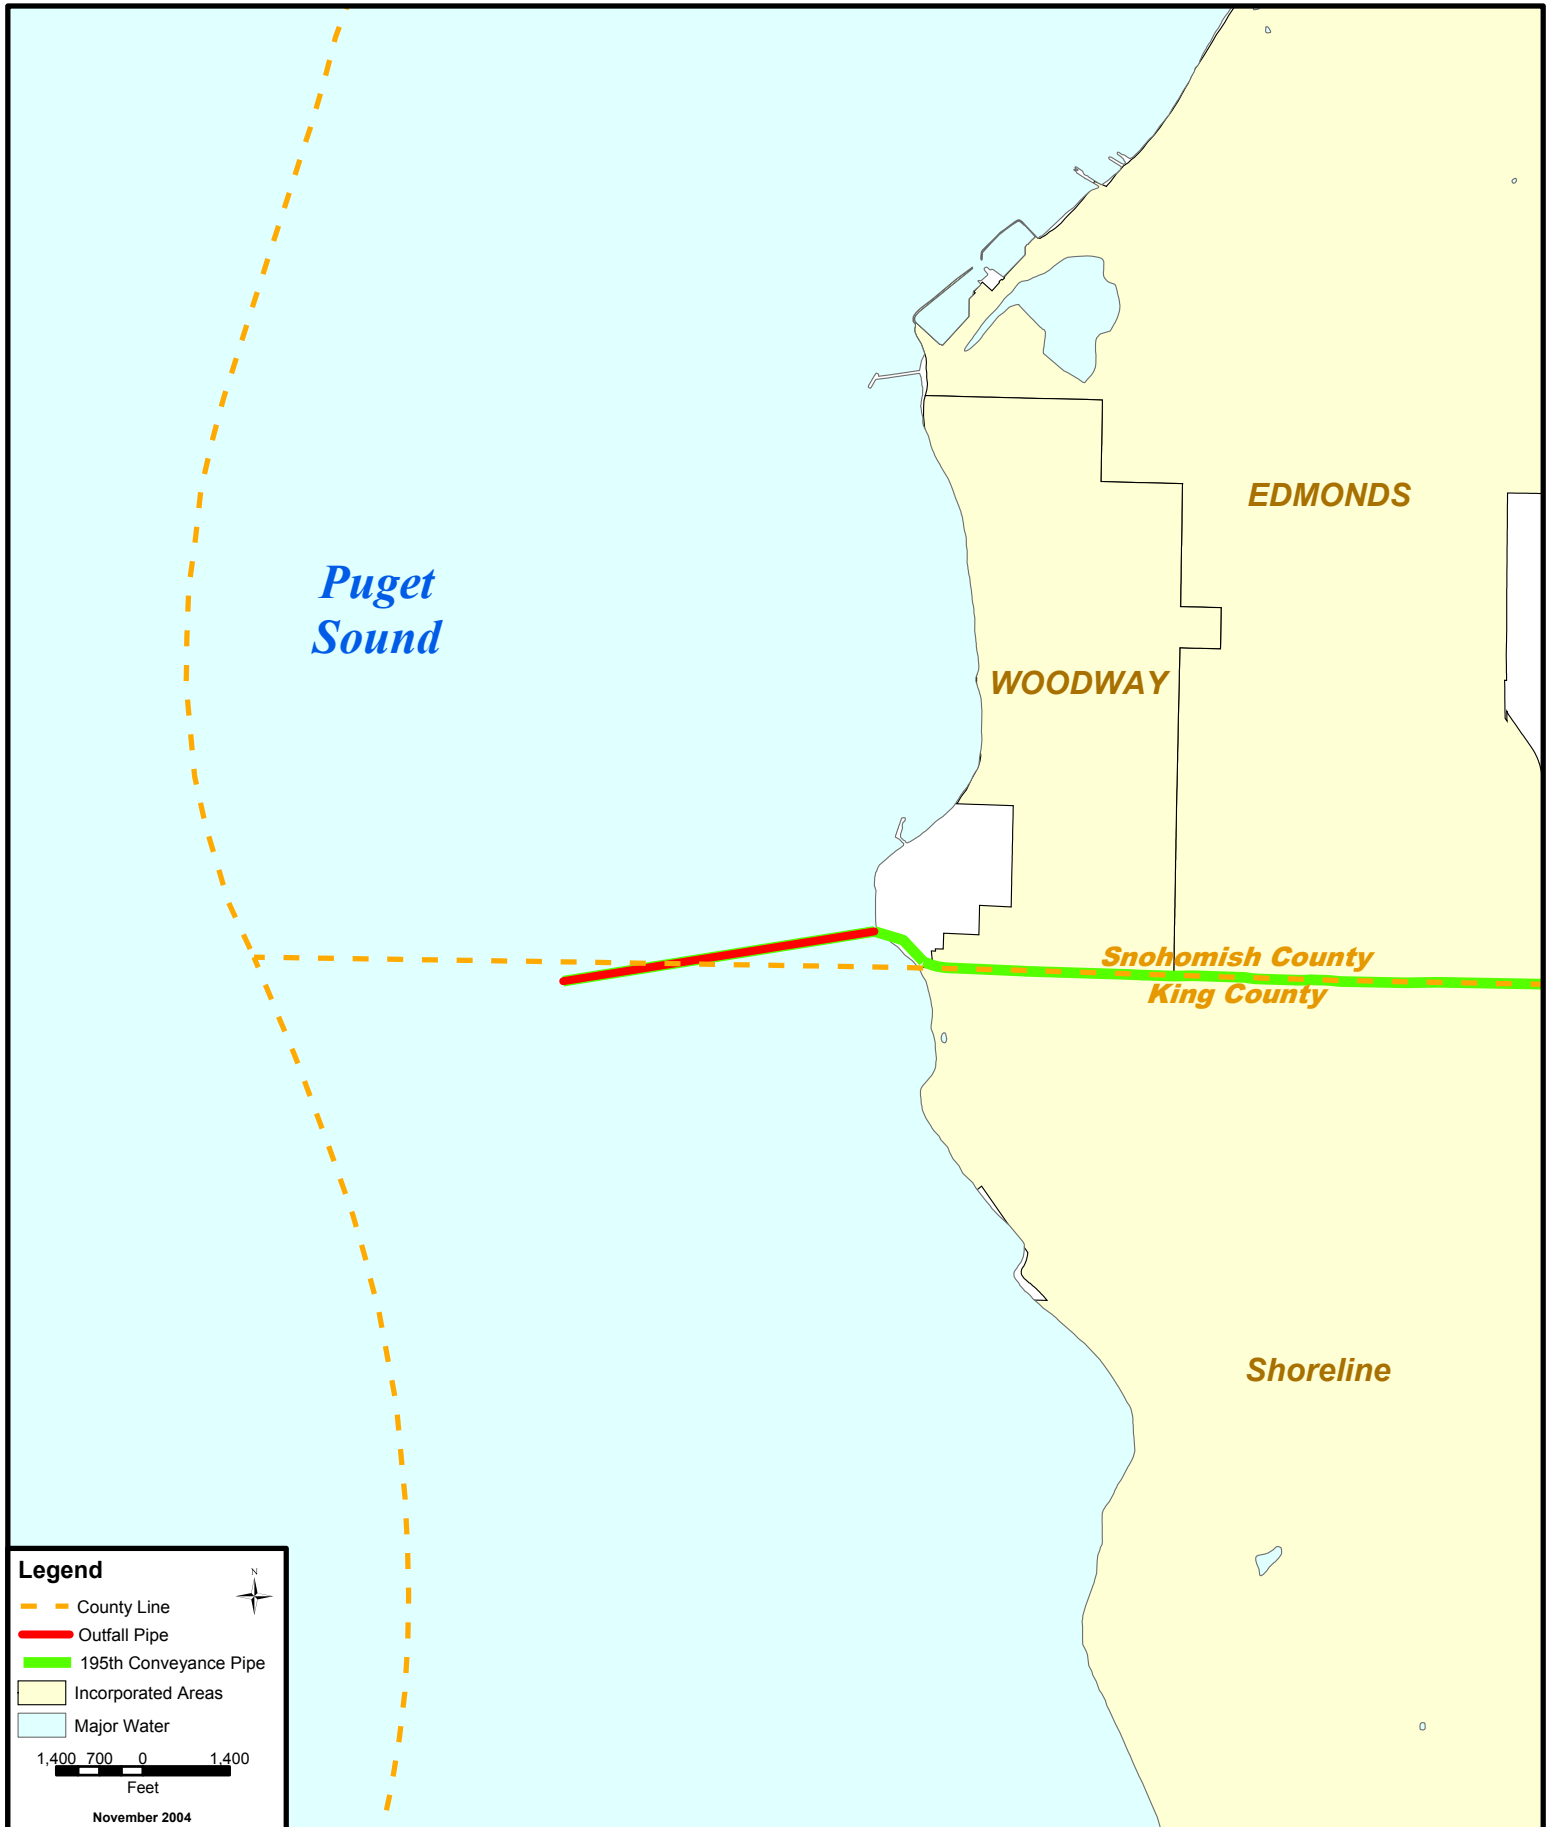 EDMONDS
Puget
Sound
WOODWAY
Snohomish County
King County
Shoreline
Legend
N
County Line
Outfall Pipe
195th Conveyance Pipe
Incorporated Areas
Major Water
1,400 700 0 1,400
Feet
November 2004